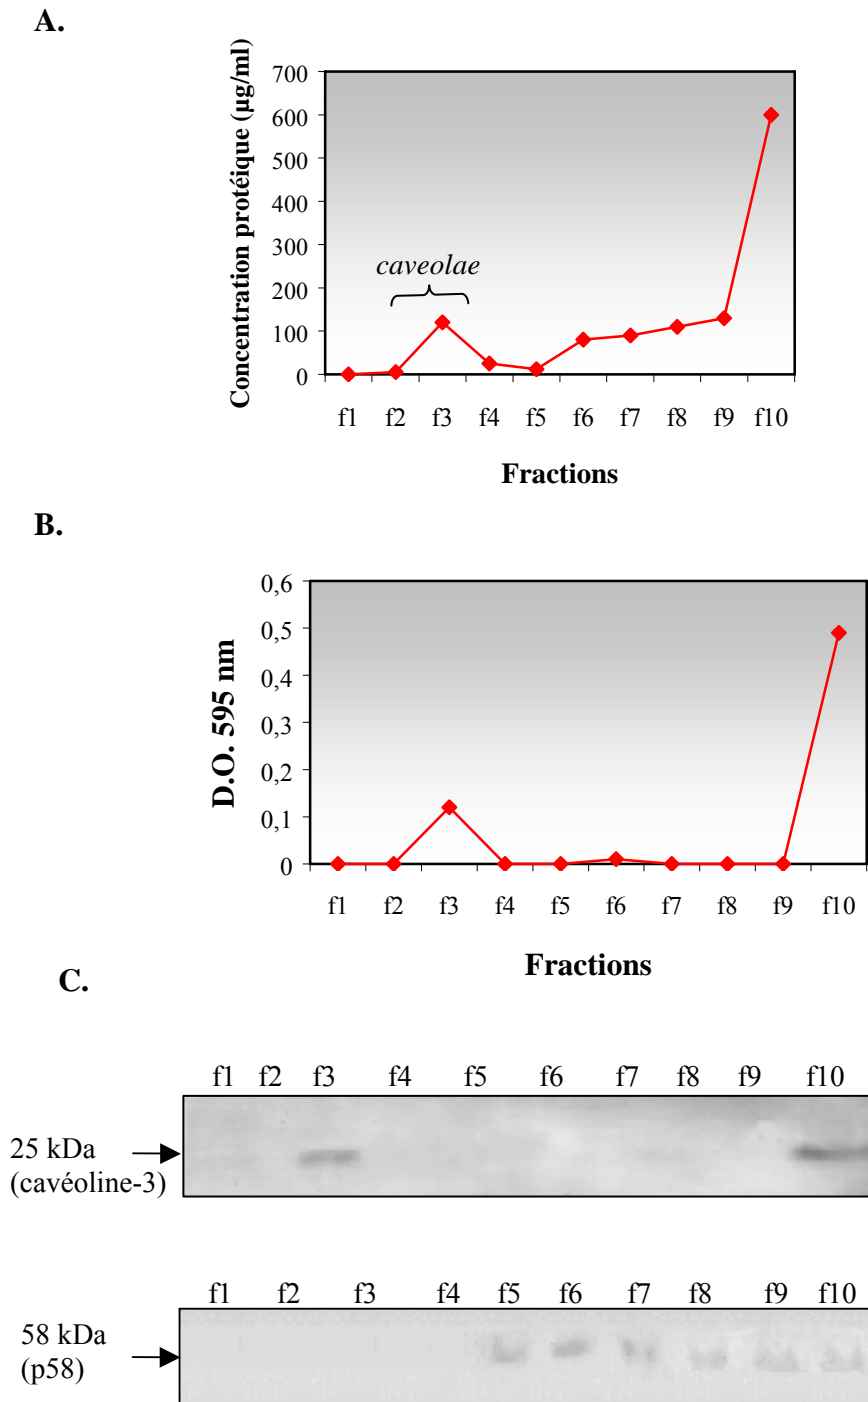 A.
Concentration protéique (µg/ml)
700
600
500
400
300
200
100
0
caveolae
f1 f2 f3 f4 f5 f6 f7 f8 f9 f10
Fractions
B.
D.O. 595 nm
0,6
0,5
0,4
0,3
0,2
0,1
0
f1 f2 f3 f4 f5 f6 f7 f8 f9 f10
Fractions
C.
f1 f2 f3 f4 f5 f6 f7 f8 f9 f10
25 kDa
(cavéoline-3)
f1 f2 f3 f4 f5 f6 f7 f8 f9 f10
58 kDa
(p58)